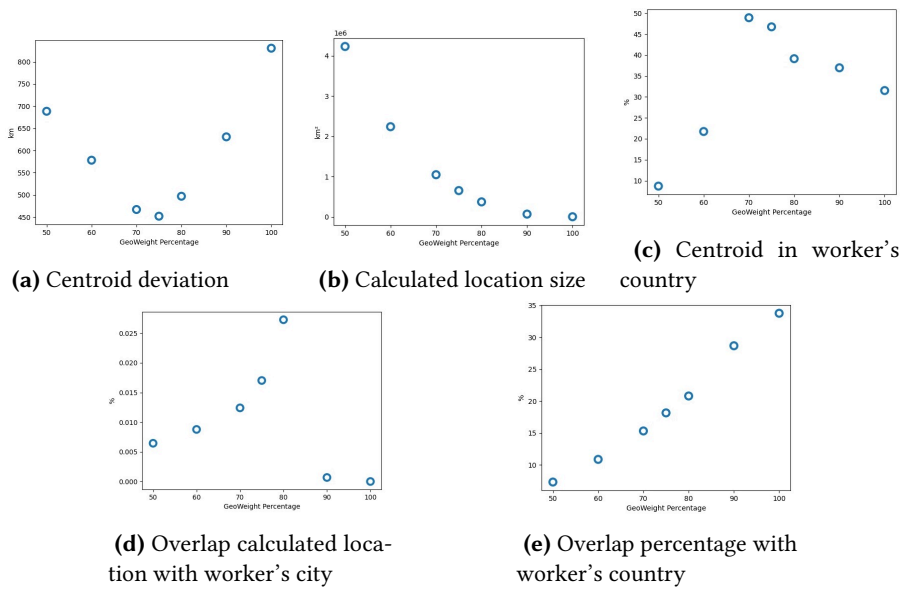 800
750
700
650
600
550
500
450
km
50 60 70 80 90 100
GeoWeight Percentage
(a) Centroid deviation
1e6
4
2
0
km²
50 60 70 80 90 100
GeoWeight Percentage
(b) Calculated location size
50
45
40
35
30
25
20
15
10
%
50 60 70 80 90 100
GeoWeight Percentage
(c) Centroid in worker's
country
0.025
0.020
0.015
0.010
0.005
0.000
%
50 60 70 80 90 100
GeoWeight Percentage
(d) Overlap calculated loca-
tion with worker's city
35
30
25
20
15
10
%
50 60 70 80 90 100
GeoWeight Percentage
(e) Overlap percentage with
worker's country